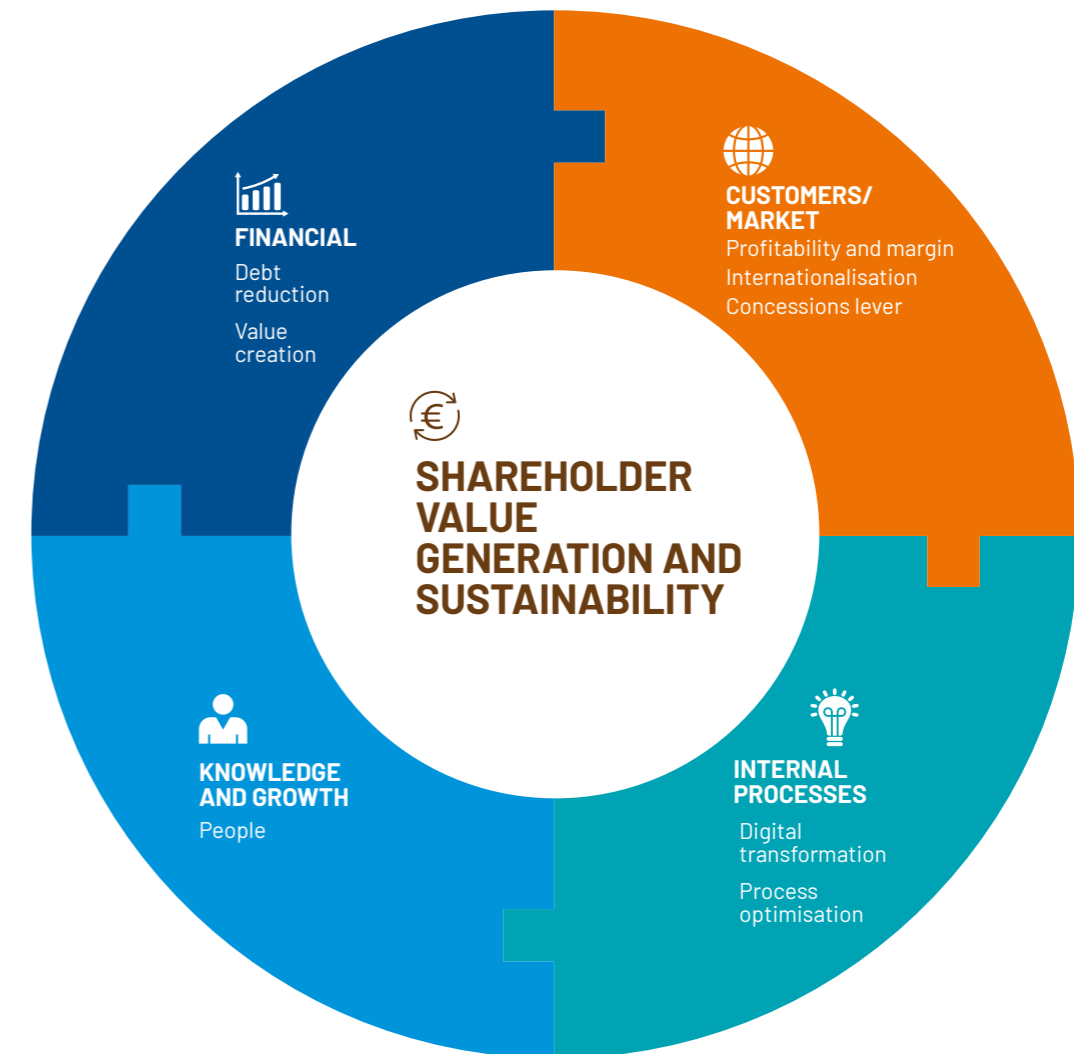 FINANCIAL
Debt
reduction
Value
creation
CUSTOMERS/
MARKET
Profitability and margin
Internationalisation
Concessions lever
€
SHAREHOLDER
VALUE
GENERATION AND
SUSTAINABILITY
KNOWLEDGE
AND GROWTH
People
INTERNAL
PROCESSES
Digital
transformation
Process
optimisation